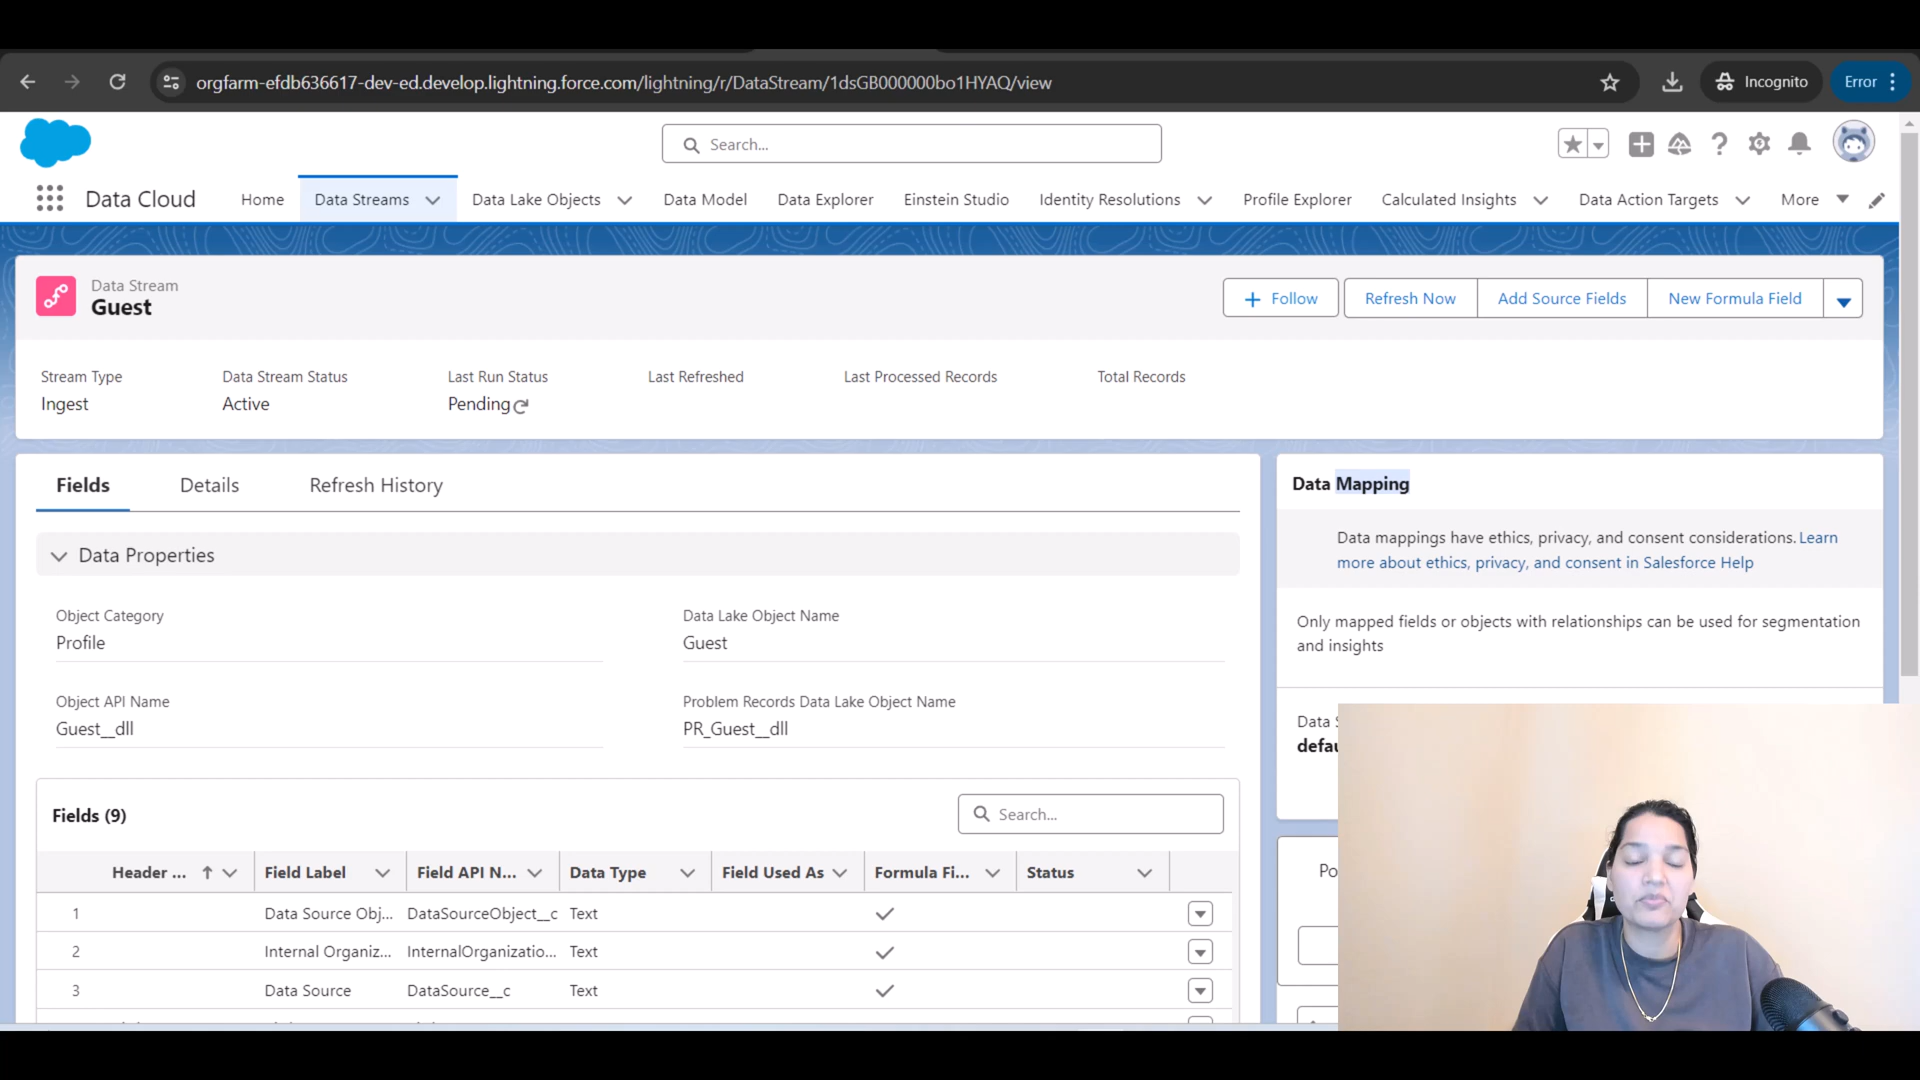 orgfarm-efdb636617-dev-ed.develop.lightning.force.com/lightning/r/DataStream/1dsGB000000bo1HYAQ/view
Incognito
Error
Search...
Data Cloud
Home
Data Streams
Data Lake Objects
Data Model
Data Explorer
Einstein Studio
Identity Resolutions
Profile Explorer
Calculated Insights
Data Action Targets
More
Data Stream
Guest
Follow
Refresh Now
Add Source Fields
New Formula Field
Stream Type
Data Stream Status
Last Run Status
Last Refreshed
Last Processed Records
Total Records
Ingest
Active
Pending
Fields
Details
Refresh History
Data Properties
Object Category
Profile
Data Lake Object Name
Guest
Object API Name
Guest__dll
Problem Records Data Lake Object Name
PR_Guest__dll
Fields (9)
Search...
Header ...
Field Label
Field API N...
Data Type
Field Used As
Formula Fi...
Status
1 Data Source Obj... DataSourceObject__c Text
2 Internal Organiz... InternalOrganizatio... Text
3 Data Source DataSource__c Text
Data Mapping
Data mappings have ethics, privacy, and consent considerations. Learn
more about ethics, privacy, and consent in Salesforce Help
Only mapped fields or objects with relationships can be used for segmentation
and insights
Data